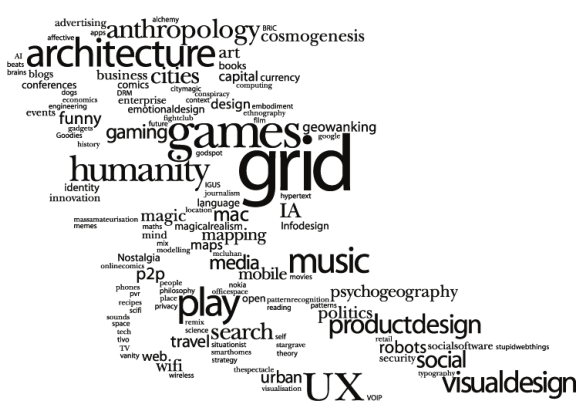 advertising alchemy
affective apps anthropology BRIC cosmogenesis
AI architecture art
beats
brains blogs business cities books
conferences comics citymagic capital currency
dogs DRM conspiracy computing
economics enterprise context design embodiment
engineering emotionaldesign ethnography
events funny fightclub film
gadgets future gaming games geowanking
Goodies google
history godspot grid
humanity
identity IGUS
innovation journalism hypertext
language
location mac IA
massamateurisation magic
memes maths magicalrealism Infodesign
mind mapping
mix maps
modelling mcluhan
Nostalgia media music
onlinecomics p2p mobile movies
phones people nokia
pvr philosophy officespace psychogeography
recipes place play open patternrecognition patterns
scifi privacy reading politics
sounds remix productdesign
space science search self
tech retail
tivo travel situationist stargrave robots socialsoftware stupidwebthings
TV smarthomes theory
vanity web strategy security social
wifi thespectacle typography
wireless urban UX visualdesign
visualisation VOIP